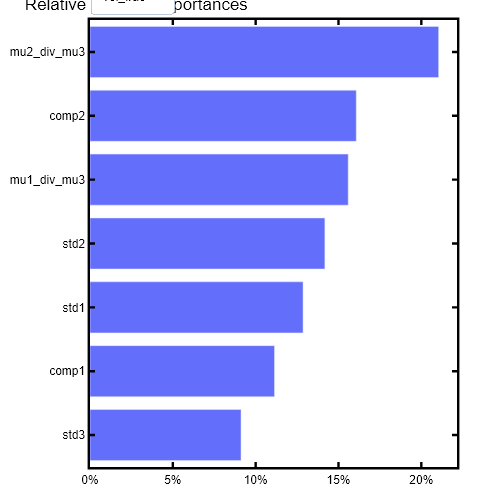 Relative portances
mu2_div_mu3
comp2
mu1_div_mu3
std2
std1
comp1
std3
0% 5% 10% 15% 20%